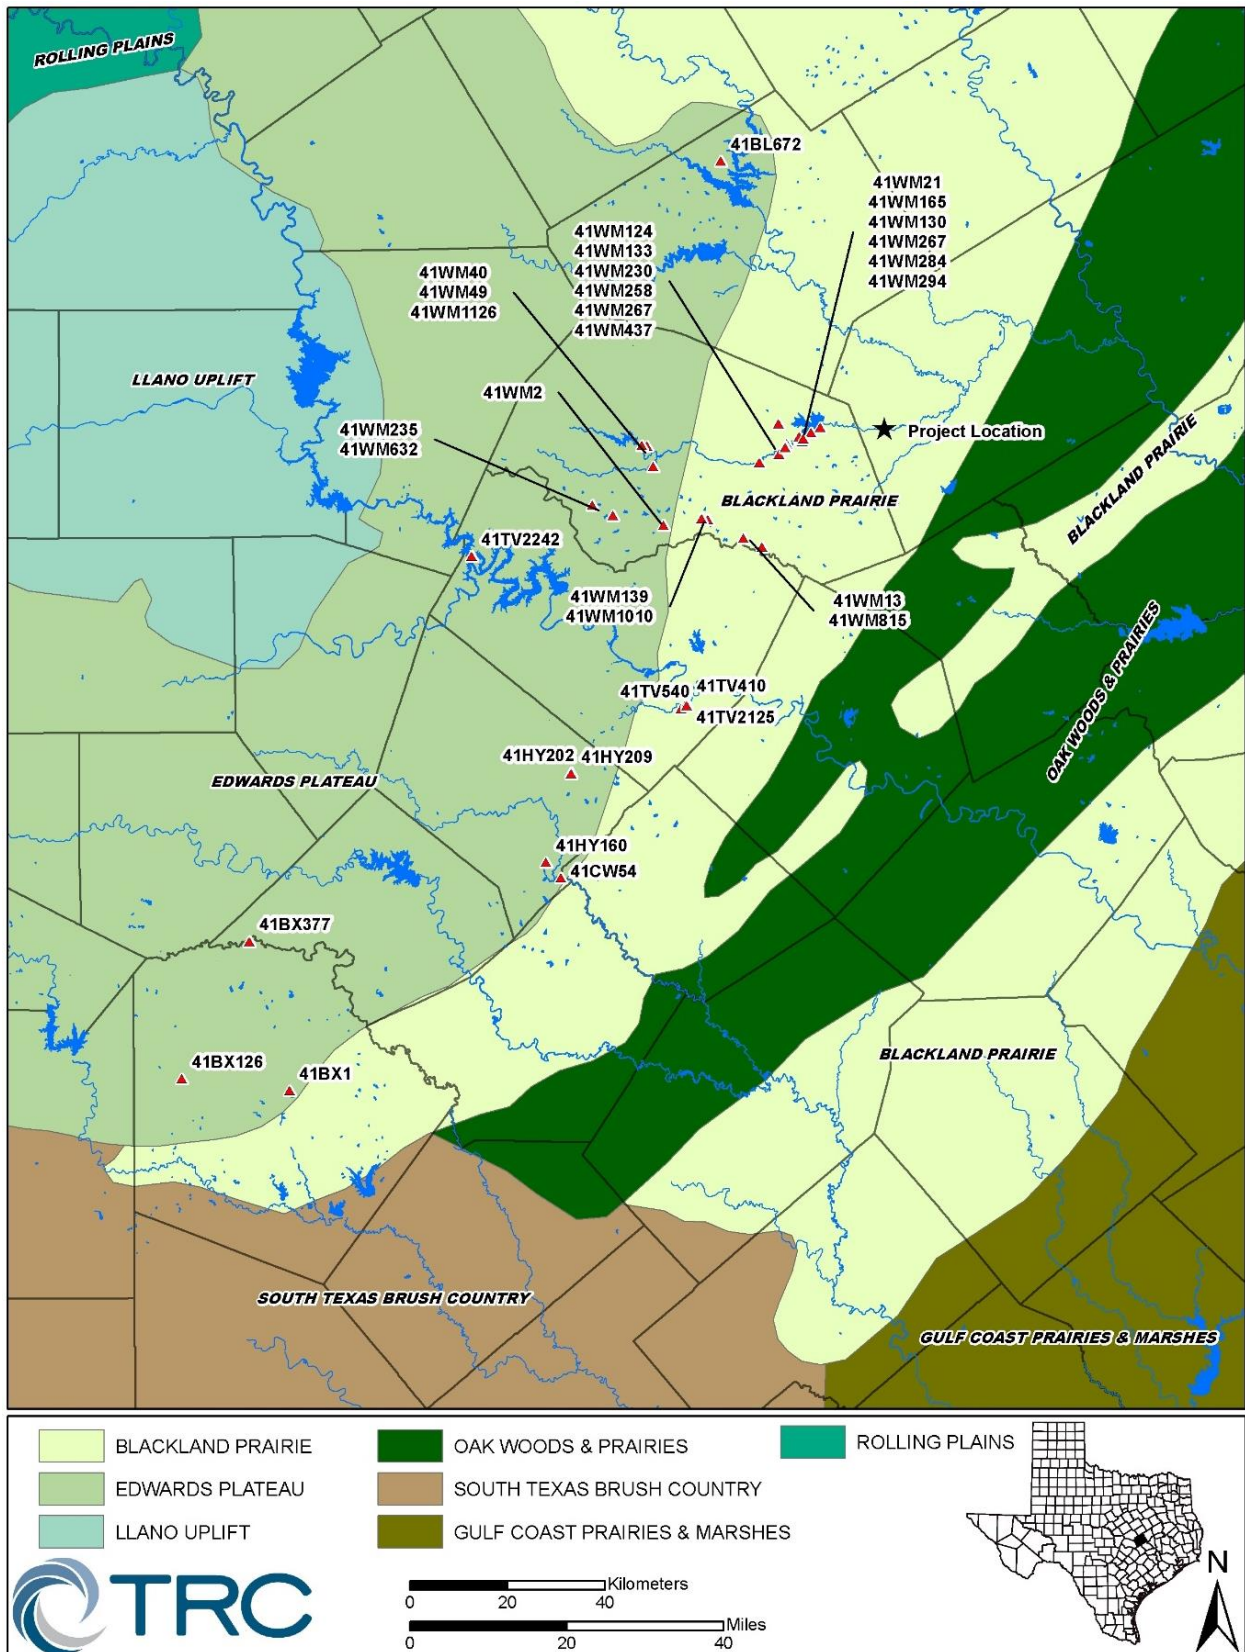 ROLLING PLAINS
41BL672
41WM21
41WM165
41WM130
41WM267
41WM284
41WM294
41WM124
41WM133
41WM230
41WM258
41WM267
41WM437
41WM40
41WM49
41WM1126
LLANO UPLIFT
41WM2
41WM235
41WM632
Project Location
BLACKLAND PRAIRIE
BLACKLAND PRAIRIE
41TV2242
41WM139
41WM1010
41WM13
41WM815
OAK WOODS & PRAIRIES
41TV540
41TV410
41TV2125
41HY202
41HY209
EDWARDS PLATEAU
41HY160
41CW54
41BX377
BLACKLAND PRAIRIE
41BX126
41BX1
SOUTH TEXAS BRUSH COUNTRY
GULF COAST PRAIRIES & MARSHES
BLACKLAND PRAIRIE
EDWARDS PLATEAU
LLANO UPLIFT
OAK WOODS & PRAIRIES
SOUTH TEXAS BRUSH COUNTRY
GULF COAST PRAIRIES & MARSHES
ROLLING PLAINS
TRC
Kilometers
0 20 40
Miles
0 20 40
N